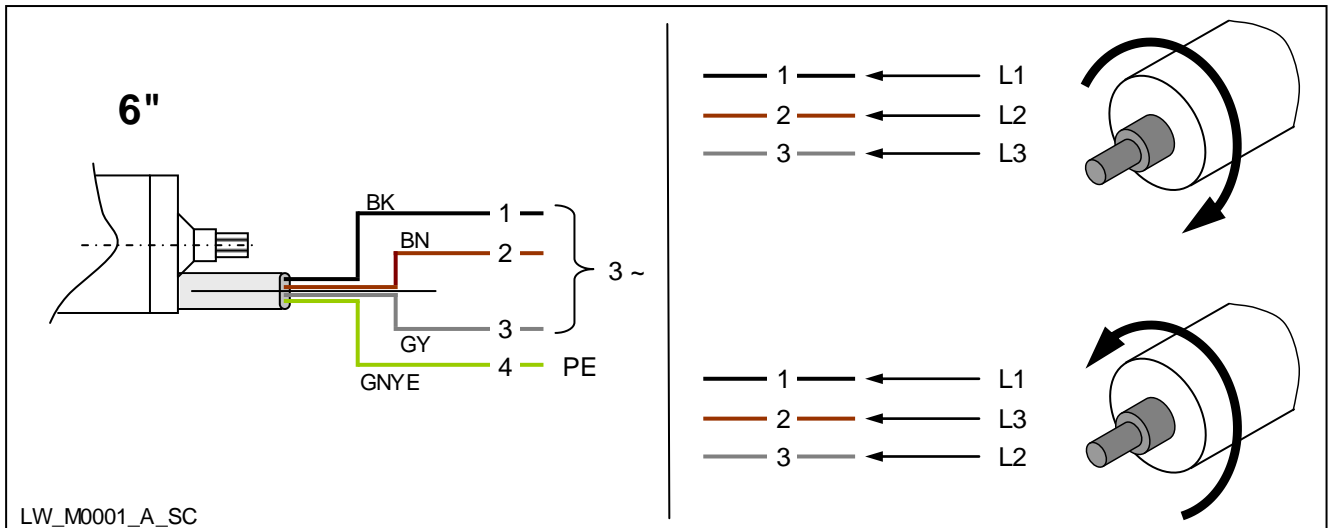 6"
BK
1
BN
2
3 ~
GY
3
GNYE
4 PE
1 L1
2 L2
3 L3
1 L1
2 L3
3 L2
LW_M0001_A_SC